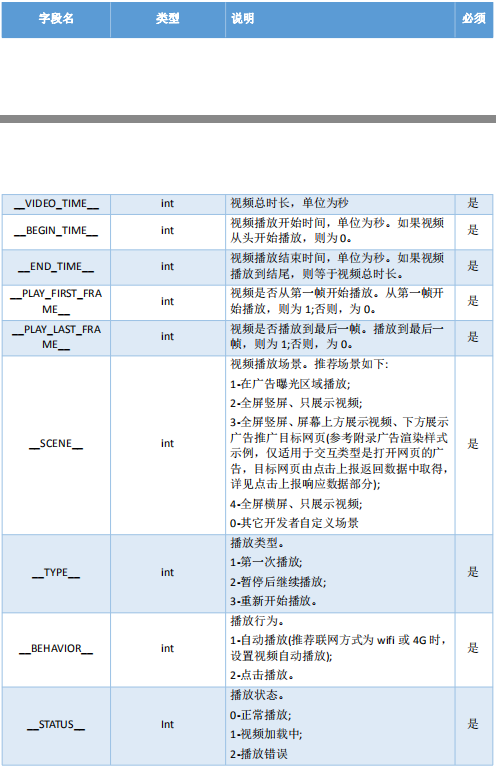 字段名 类型 说明 必须
__VIDEO_TIME__ int 视频总时长，单位为秒 是
__BEGIN_TIME__ int 视频播放开始时间，单位为秒。如果视频
从头开始播放，则为 0。 是
__END_TIME__ int 视频播放结束时间，单位为秒。如果视频
播放到结尾，则等于视频总时长。 是
__PLAY_FIRST_FRA
ME__ int 视频是否从第一帧开始播放。从第一帧开
始播放，则为 1;否则，为 0。 是
__PLAY_LAST_FRA
ME__ int 视频是否播放到最后一帧。播放到最后一
帧，则为 1;否则，为 0。 是
视频播放场景。推荐场景如下:
1-在广告曝光区域播放;
2-全屏竖屏、只展示视频;
3-全屏竖屏、屏幕上方展示视频、下方展示
__SCENE__ int 广告推广目标网页(参考附录广告渲染样式 是
示例，仅适用于交互类型是打开网页的广
告，目标网页由点击上报返回数据中取得，
详见点击上报响应数据部分);
4-全屏横屏、只展示视频;
0-其它开发者自定义场景
播放类型。
1-第一次播放;
__TYPE__ int 2-暂停后继续播放; 是
3-重新开始播放。
播放行为。
1-自动播放(推荐联网方式为 wifi 或 4G 时，
__BEHAVIOR__ int 设置视频自动播放); 是
2-点击播放。
播放状态。
0-正常播放;
__STATUS__ Int 1-视频加载中; 是
2-播放错误